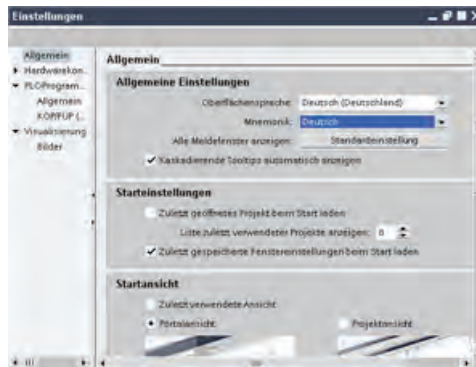 Einstellungen
Allgemein
Hardwarekon...
PLC-Program...
Allgemein
KOP/FUP (...
Visualisierung
Bilder
Allgemein
Allgemeine Einstellungen
Oberflächensprache: Deutsch (Deutschland)
Mnemonik: Deutsch
Alle Meldefenster anzeigen: Standardeinstellung
Kaskadierende Tooltips automatisch anzeigen
Starteinstellungen
Zuletzt geöffnetes Projekt beim Start laden
Liste zuletzt verwendeter Projekte anzeigen: 8
Zuletzt gespeicherte Fenstereinstellungen beim Start laden
Startansicht
Zuletzt verwendete Ansicht
Portalansicht
Projektansicht